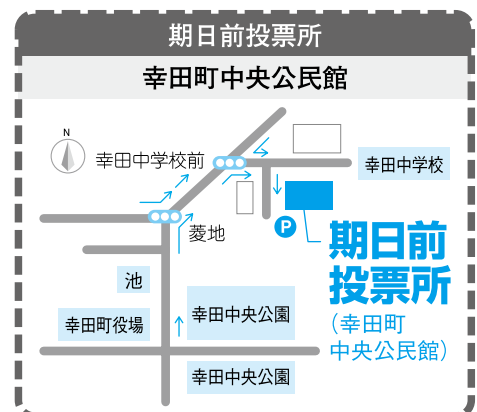 期日前投票所
幸田町中央公民館
N
幸田中学校前
幸田中学校
P
菱地
期日前
投票所
（幸田町
中央公民館）
池
幸田町役場
幸田中央公園
幸田中央公園